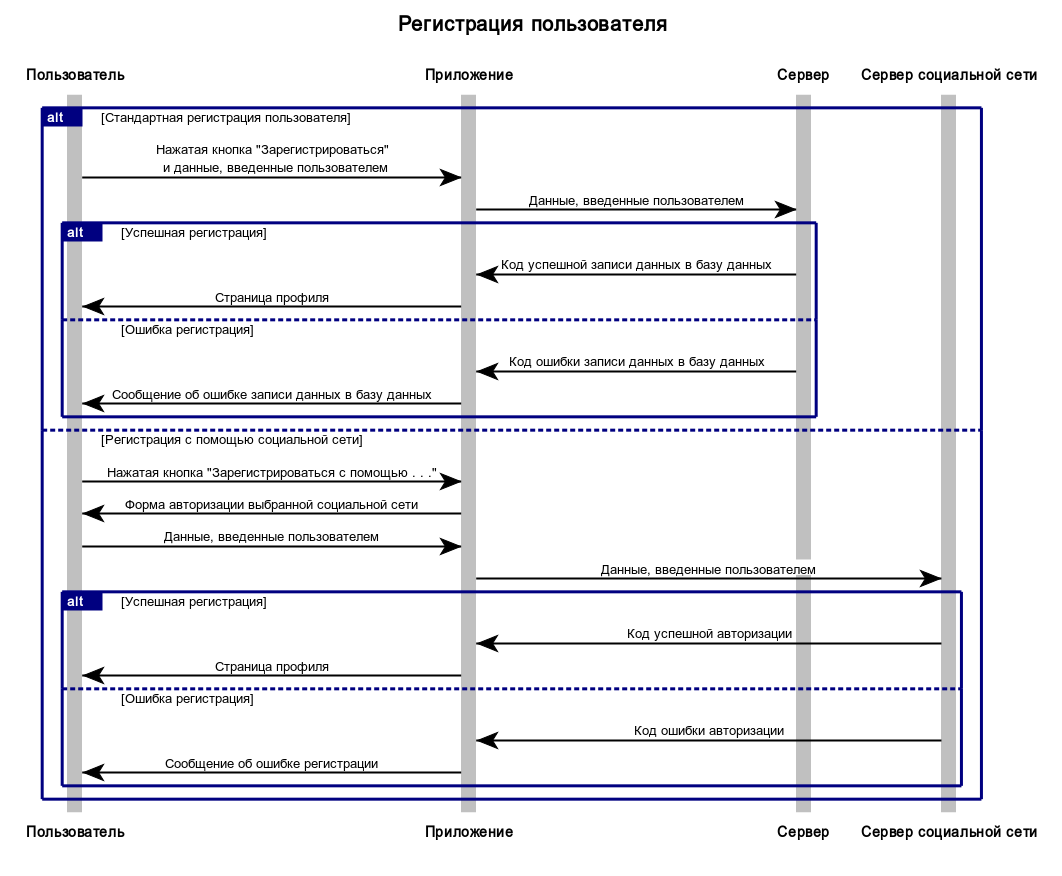 Регистрация пользователя
Пользователь
Приложение
Сервер
Сервер социальной сети
alt
[Стандартная регистрация пользователя]
Нажатая кнопка "Зарегистрироваться"
и данные, введенные пользователем
Данные, введенные пользователем
alt
[Успешная регистрация]
Код успешной записи данных в базу данных
Страница профиля
[Ошибка регистрация]
Код ошибки записи данных в базу данных
Сообщение об ошибке записи данных в базу данных
[Регистрация с помощью социальной сети]
Нажатая кнопка "Зарегистрироваться с помощью . . ."
Форма авторизации выбранной социальной сети
Данные, введенные пользователем
Данные, введенные пользователем
alt
[Успешная регистрация]
Код успешной авторизации
Страница профиля
[Ошибка регистрация]
Код ошибки авторизации
Сообщение об ошибке регистрации
Пользователь
Приложение
Сервер
Сервер социальной сети